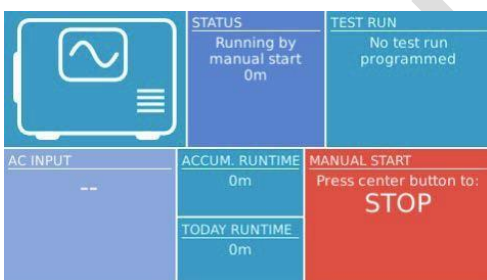 STATUS
Running by
manual start
0m
TEST RUN
No test run
programmed
AC INPUT
--
ACCUM. RUNTIME
0m
TODAY RUNTIME
0m
MANUAL START
Press center button to:
STOP